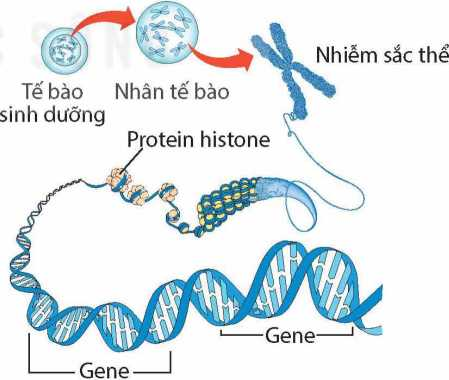 Nhiễm sắc thể
Tế bào
sinh dưỡng
Nhân tế bào
Protein histone
Gene
Gene